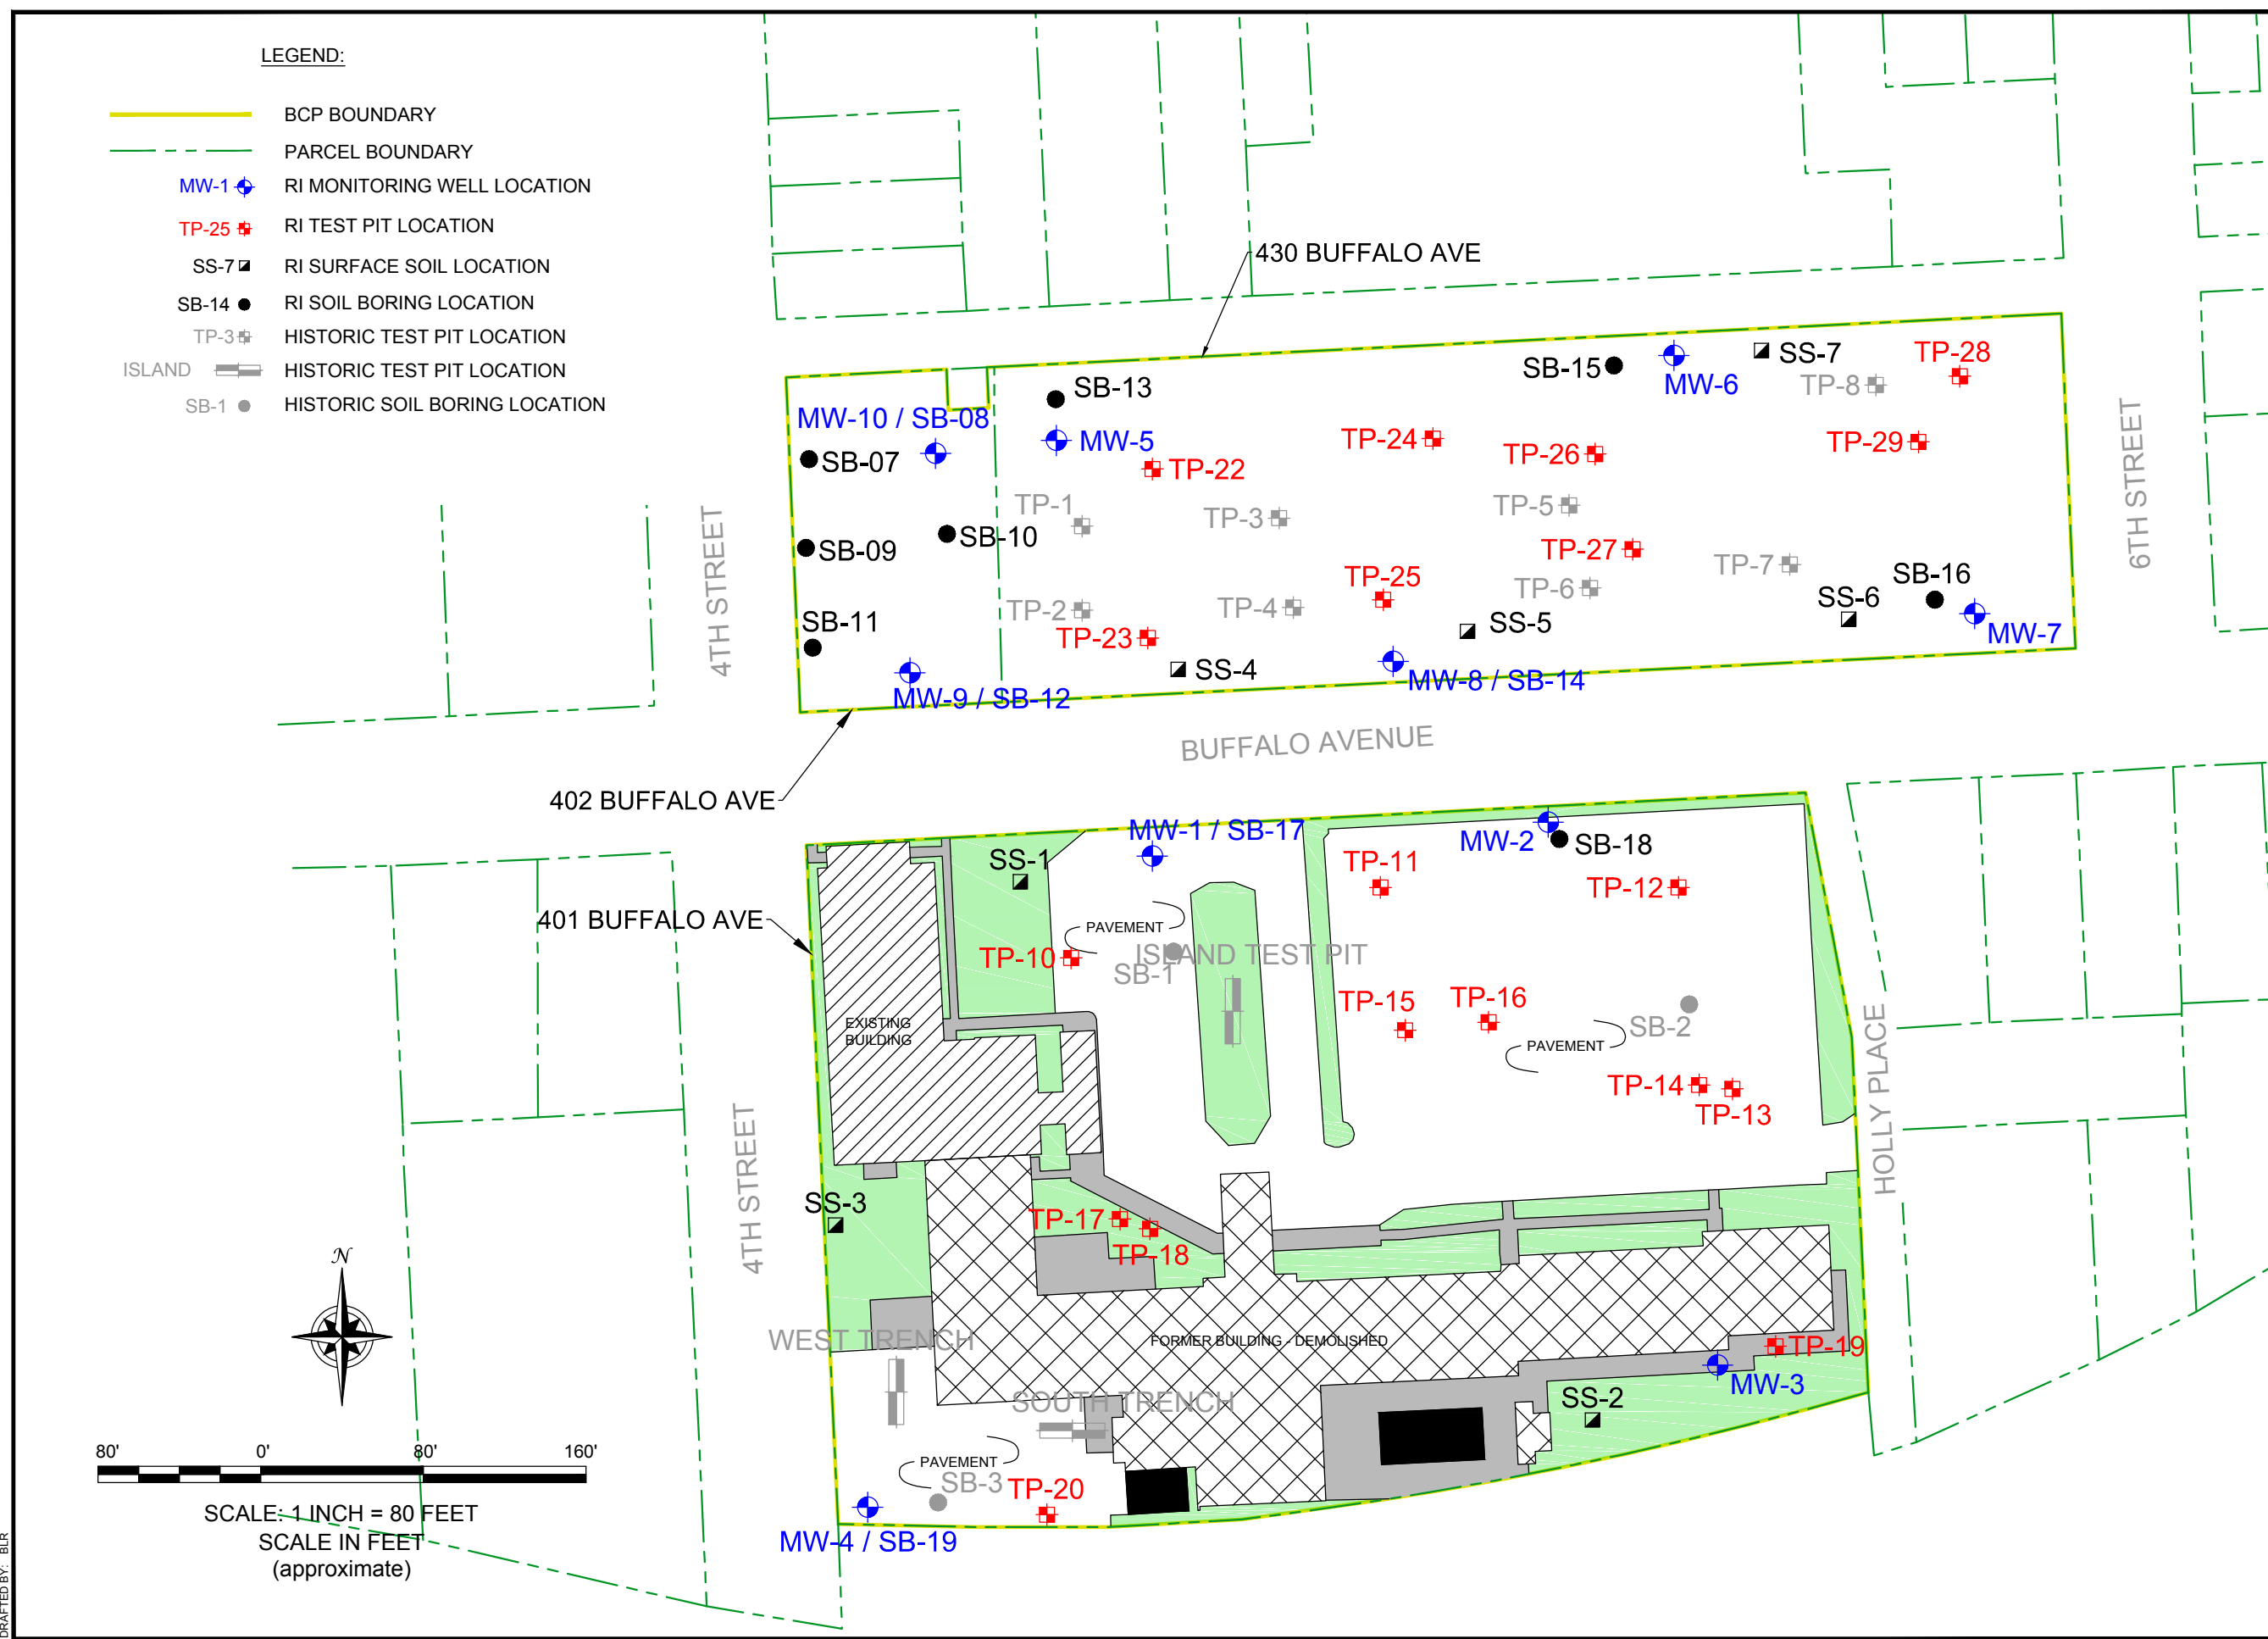 LEGEND:
BCP BOUNDARY
PARCEL BOUNDARY
MW-1 RI MONITORING WELL LOCATION
TP-25 RI TEST PIT LOCATION
SS-7 RI SURFACE SOIL LOCATION
SB-14 RI SOIL BORING LOCATION
TP-3 HISTORIC TEST PIT LOCATION
ISLAND HISTORIC TEST PIT LOCATION
SB-1 HISTORIC SOIL BORING LOCATION
430 BUFFALO AVE
SB-15
SS-7
TP-28
MW-6
TP-8
SB-13
MW-10 / SB-08
MW-5
TP-24
TP-26
TP-29
SB-07
TP-22
TP-1
TP-3
TP-5
SB-09
SB-10
TP-27
TP-7
SB-16
TP-25
TP-6
TP-2
TP-4
SS-6
SB-11
TP-23
SS-5
MW-7
SS-4
MW-8 / SB-14
MW-9 / SB-12
4TH STREET
6TH STREET
BUFFALO AVENUE
402 BUFFALO AVE
MW-1 / SB-17
MW-2
SB-18
SS-1
TP-11
TP-12
401 BUFFALO AVE
PAVEMENT
TP-10
ISLAND TEST PIT
SB-1
TP-15
TP-16
EXISTING
BUILDING
SB-2
PAVEMENT
TP-14
TP-13
HOLLY PLACE
4TH STREET
SS-3
TP-17
TP-18
N
WEST TRENCH
FORMER BUILDING - DEMOLISHED
TP-19
MW-3
SOUTH TRENCH
SS-2
PAVEMENT
SB-3
TP-20
MW-4 / SB-19
80' 0' 80' 160'
SCALE: 1 INCH = 80 FEET
SCALE IN FEET
(approximate)
DRAFTED BY: BLR